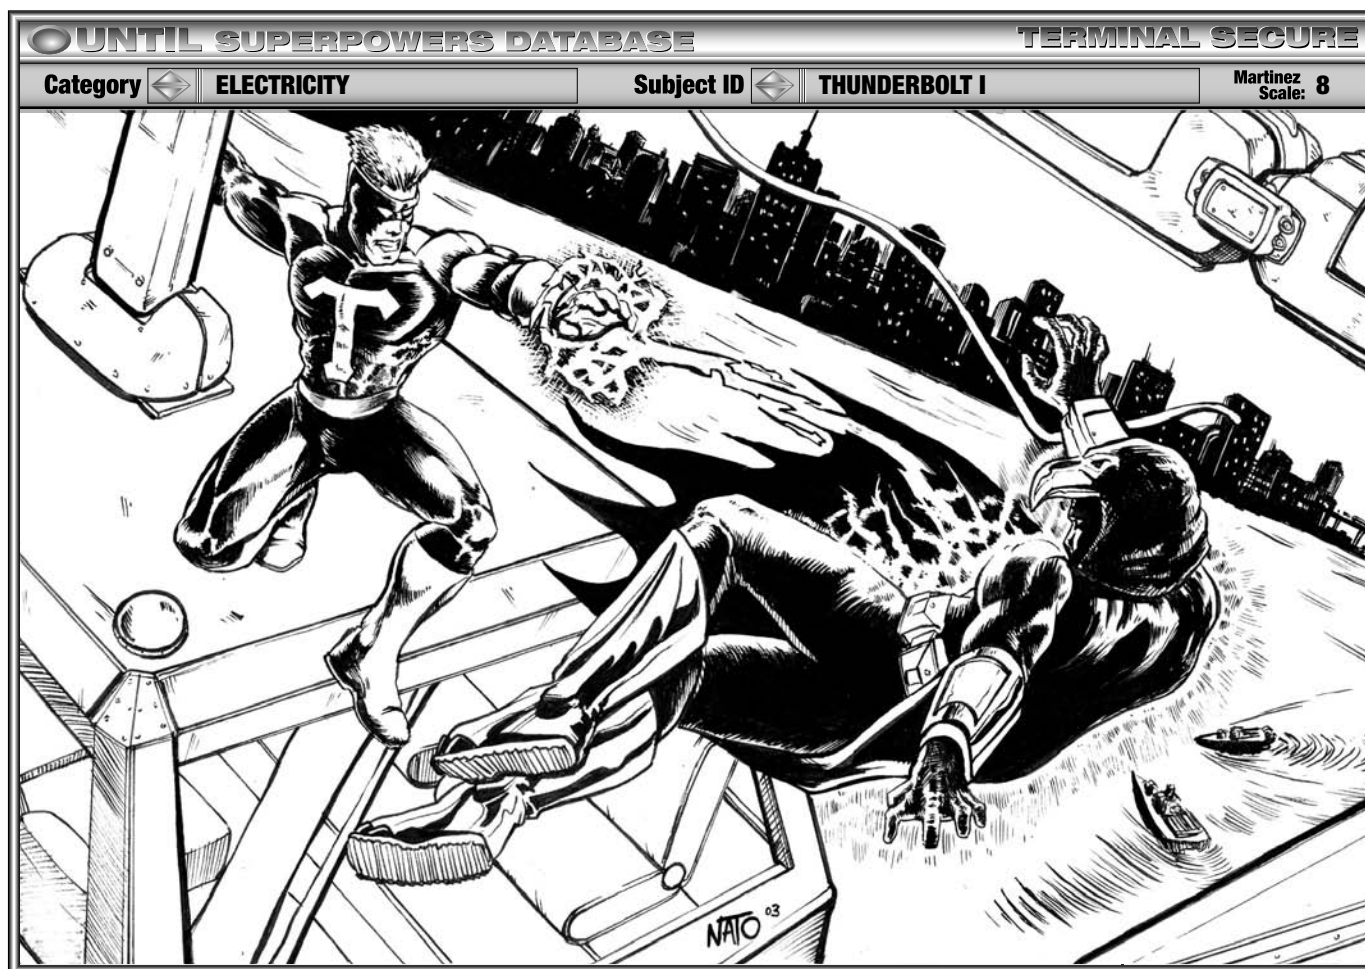 UNTIL SUPERPOWERS DATABASE TERMINAL SECURE
Category ELECTRICITY Subject ID THUNDERBOLT I Martinez Scale: 8
T
NATO 03